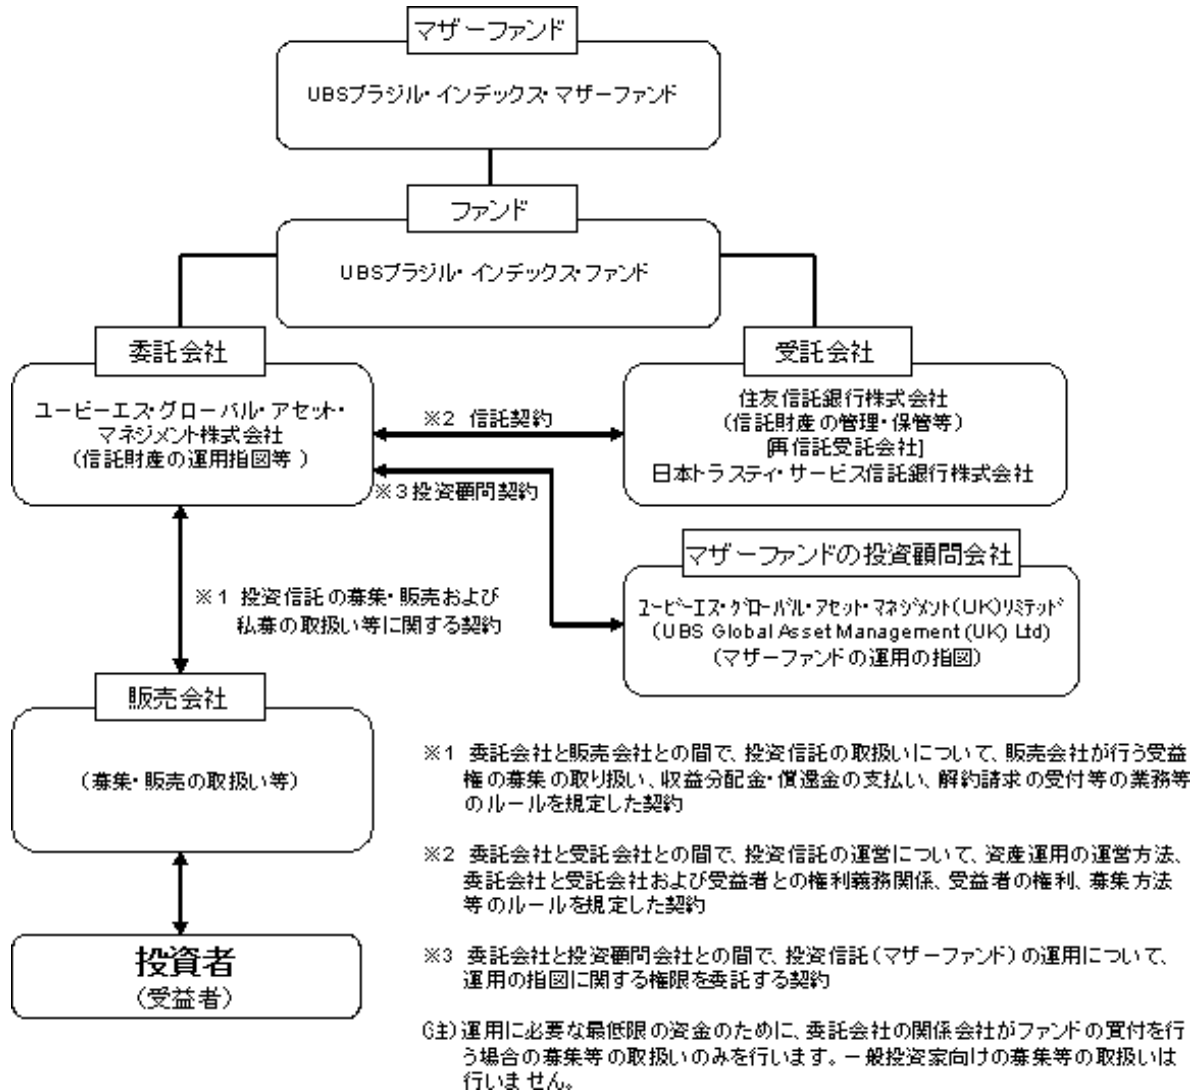 マザーファンド
UBSブラジル・インデックス・マザーファンド
ファンド
UBSブラジル・インデックス・ファンド
委託会社
ユービーエス・グローバル・アセット・
マネジメント株式会社
(信託財産の運用指図等)
受託会社
住友信託銀行株式会社
(信託財産の管理・保管等)
[再信託受託会社]
日本トラスティ・サービス信託銀行株式会社
※2 信託契約
※3投資顧問契約
マザーファンドの投資顧問会社
ユービーエス・グローバル・アセット・マネジメント(UK)リミテッド
(UBS Global Asset Management (UK) Ltd)
(マザーファンドの運用の指図)
※1 投資信託の募集・販売および
私募の取扱い等に関する契約
販売会社
(募集・販売の取扱い等)
投資者
(受益者)
※1 委託会社と販売会社との間で、投資信託の取扱いについて、販売会社が行う受益
権の募集の取り扱い、収益分配金・償還金の支払い、解約請求の受付等の業務等
のルールを規定した契約
※2 委託会社と受託会社との間で、投資信託の運営について、資産運用の運営方法、
委託会社と受託会社および受益者との権利義務関係、受益者の権利、募集方法
等のルールを規定した契約
※3 委託会社と投資顧問会社との間で、投資信託(マザーファンド)の運用について、
運用の指図に関する権限を委託する契約
(注)運用に必要な最低限の資金のために、委託会社の関係会社がファンドの買付を行
う場合の募集等の取扱いのみを行います。一般投資家向けの募集等の取扱いは
行いません。